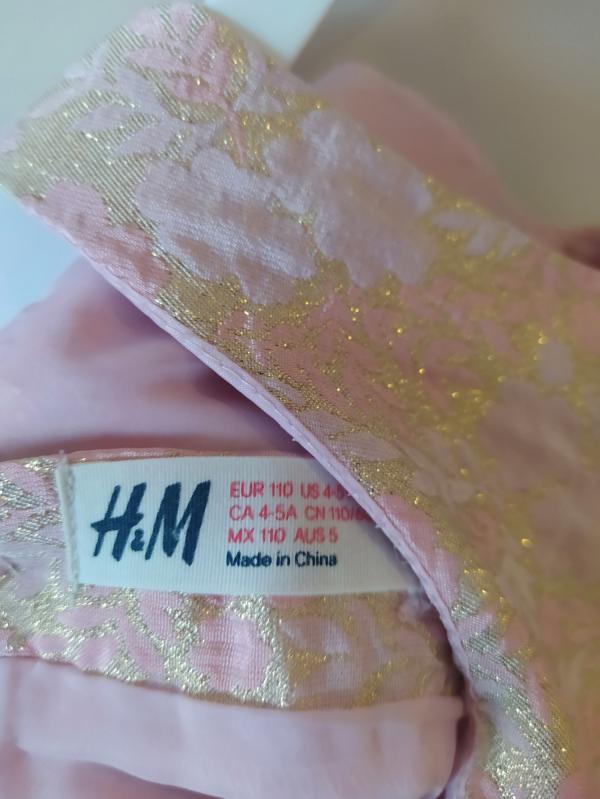 H&M
EUR 110 US 4-5
CA 4-5A CN 110/
MX 110 AUS 5
Made in China